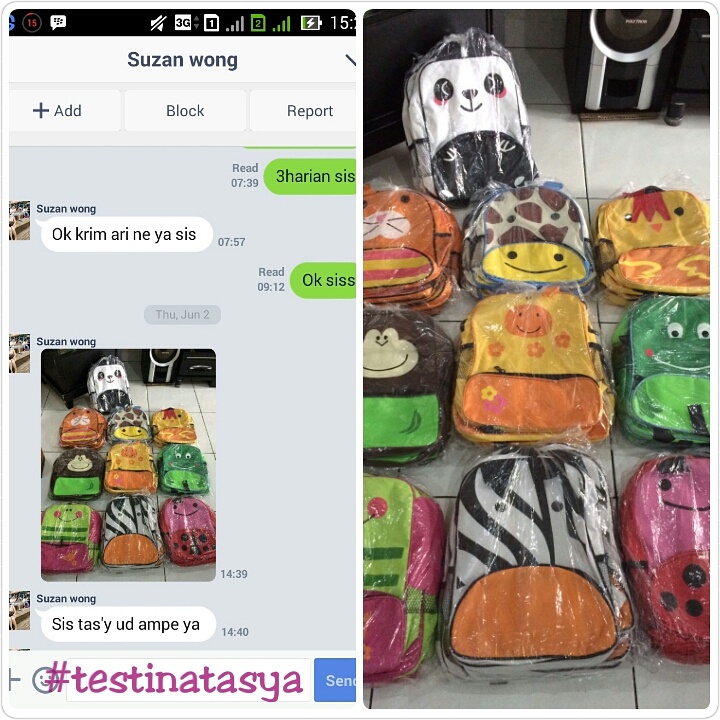 15
3G
1
2
15:2
Suzan wong
+ Add
Block
Report
Read
07:39
3harian sis
Suzan wong
Ok krim ari ne ya sis
07:57
Read
09:12
Ok siss
Thu, Jun 2
Suzan wong
14:39
Suzan wong
Sis tas'y ud ampe ya
14:40
Send
#testinatasya
POLYTRON